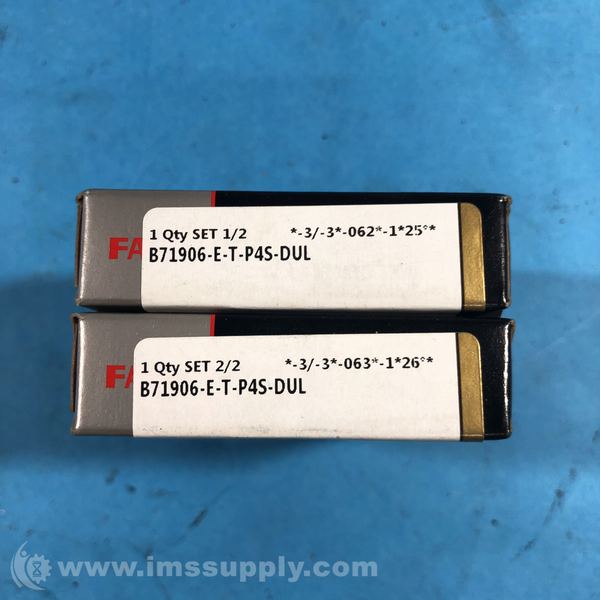 1 Qty SET 1/2 *-3/-3*-062*-1*25°*
FA B71906-E-T-P4S-DUL
1 Qty SET 2/2 *-3/-3*-063*-1*26°*
FA B71906-E-T-P4S-DUL
www.imssupply.com